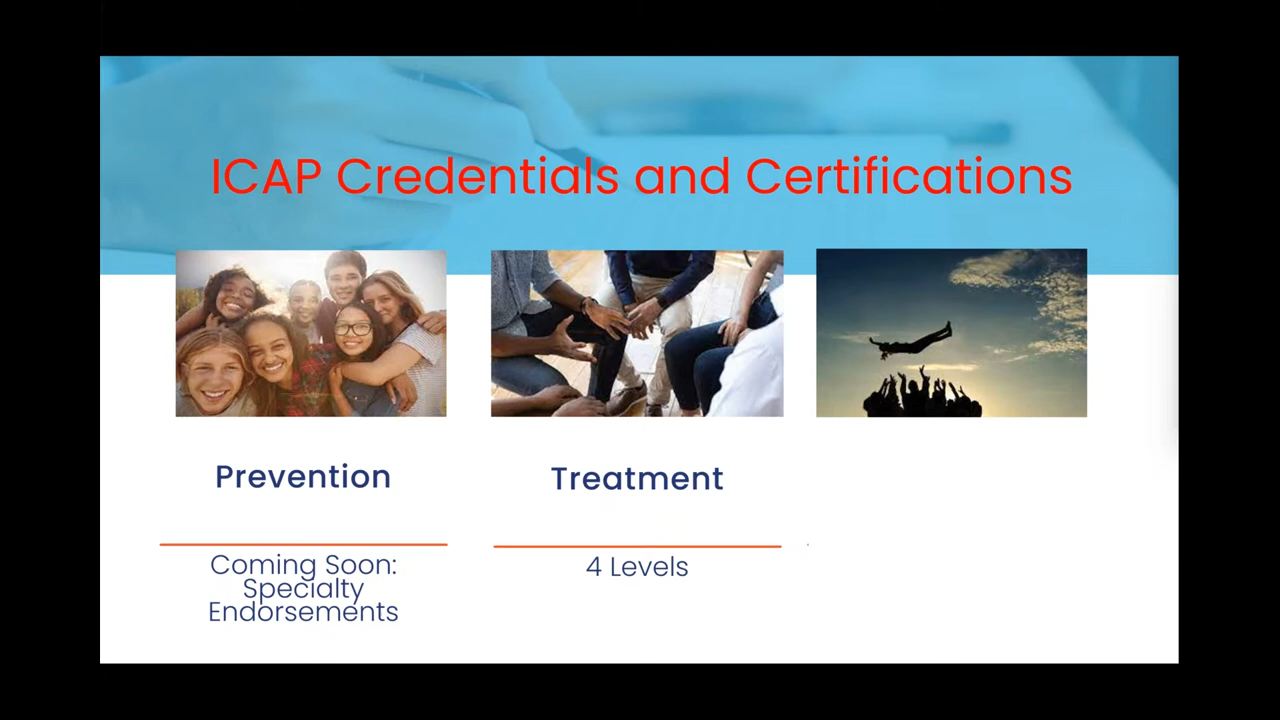 ICAP Credentials and Certifications
Prevention
Treatment
Coming Soon:
Specialty
Endorsements
4 Levels